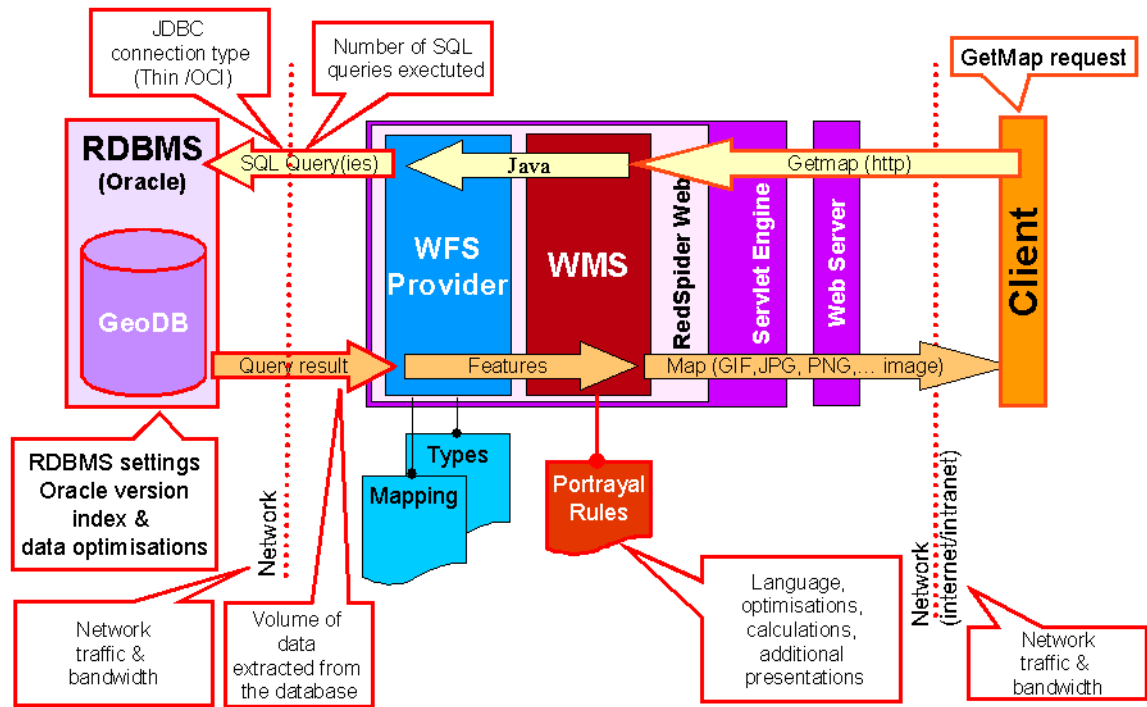 JDBC
connection type
(Thin /OCI)
Number of SQL
queries exectuted
GetMap request
RDBMS
(Oracle)
SQL Query(ies)
Java
Getmap (http)
WFS
Provider
WMS
RedSpider Web
Servlet Engine
Web Server
Client
GeoDB
Query result
Features
Map (GIF,JPG, PNG,... image)
RDBMS settings
Oracle version
index &
data optimisations
Network
Types
Mapping
Portrayal
Rules
Network
(internet/intranet)
Network
traffic &
bandwidth
Volume of
data
extracted from
the database
Language,
optimisations,
calculations,
additional
presentations
Network
traffic &
bandwidth